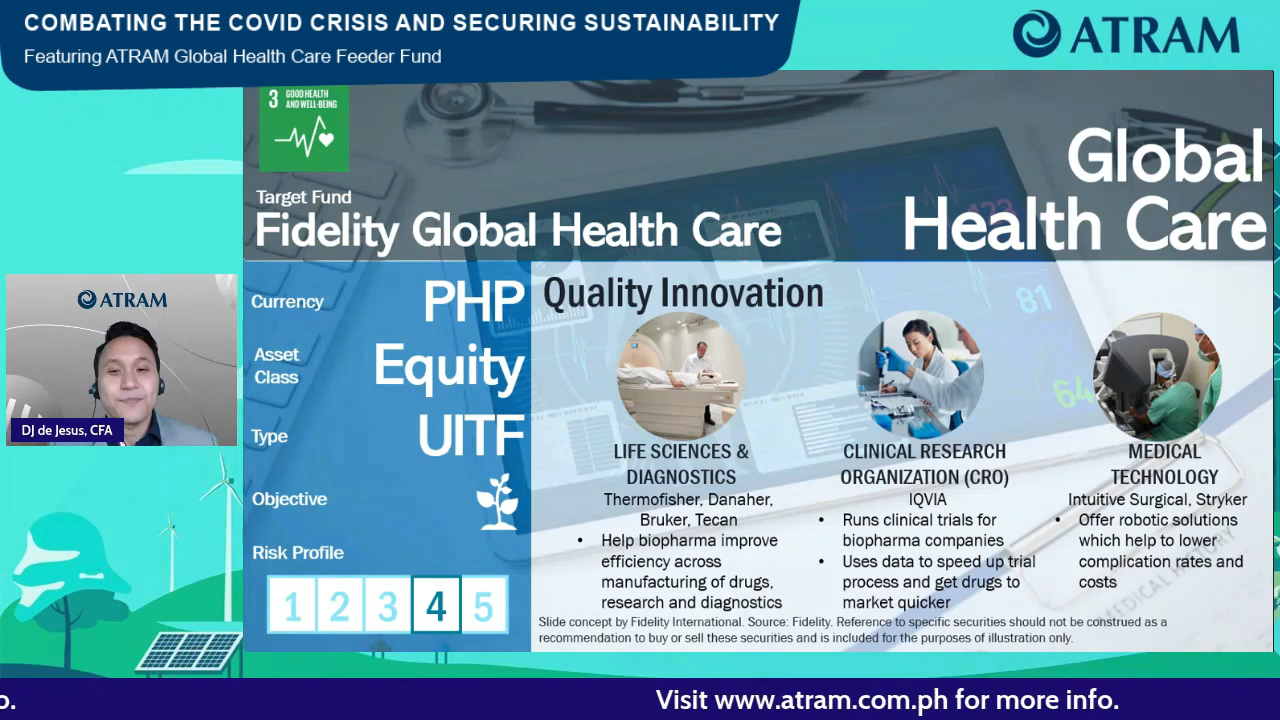 COMBATING THE COVID CRISIS AND SECURING SUSTAINABILITY
Featuring ATRAM Global Health Care Feeder Fund
ATRAM
3 GOOD HEALTH
AND WELL-BEING
Target Fund
Fidelity Global Health Care
Global
Health Care
123
ATRAM
DJ de Jesus, CFA
Currency
PHP
Asset
Class
Equity
Type
UITF
Objective
Risk Profile
1 2 3 4 5
Quality Innovation
81
64
LIFE SCIENCES &
DIAGNOSTICS
Thermofisher, Danaher,
Bruker, Tecan
• Help biopharma improve
efficiency across
manufacturing of drugs,
research and diagnostics
CLINICAL RESEARCH
ORGANIZATION (CRO)
IQVIA
• Runs clinical trials for
biopharma companies
• Uses data to speed up trial
process and get drugs to
market quicker
MEDICAL
TECHNOLOGY
Intuitive Surgical, Stryker
• Offer robotic solutions
which help to lower
complication rates and
costs
MEDICAL HISTORY
Slide concept by Fidelity International. Source: Fidelity. Reference to specific securities should not be construed as a
recommendation to buy or sell these securities and is included for the purposes of illustration only.
o.
Visit www.atram.com.ph for more info.